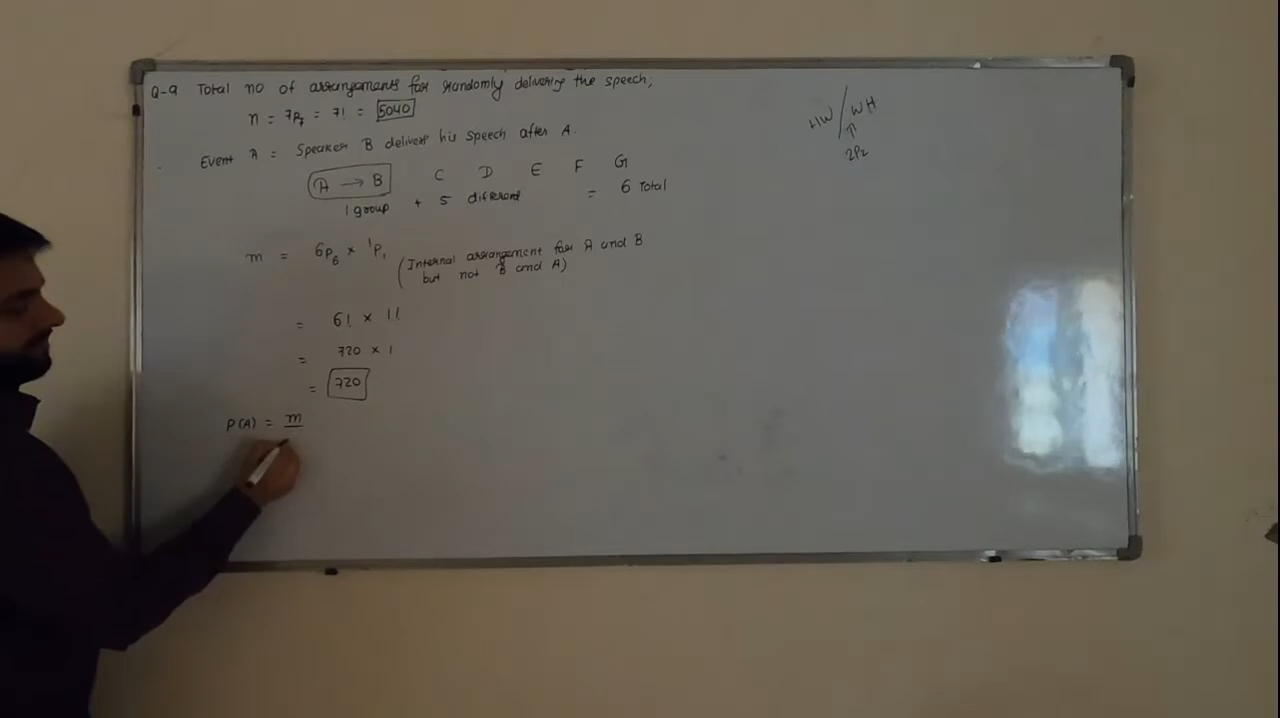 Q-9 Total no of arrangements for randomly delivering the speech;
n = 7P7 = 7! = 5040
HW / WH
↑
2P2
Event A = Speaker B delivers his speech after A.
A → B C D E F G
1 group + 5 different = 6 Total
m = 6P6 × 1P1 (Internal arrangement for A and B
but not B and A)
= 6! × 1!
= 720 × 1
= 720
P(A) = m